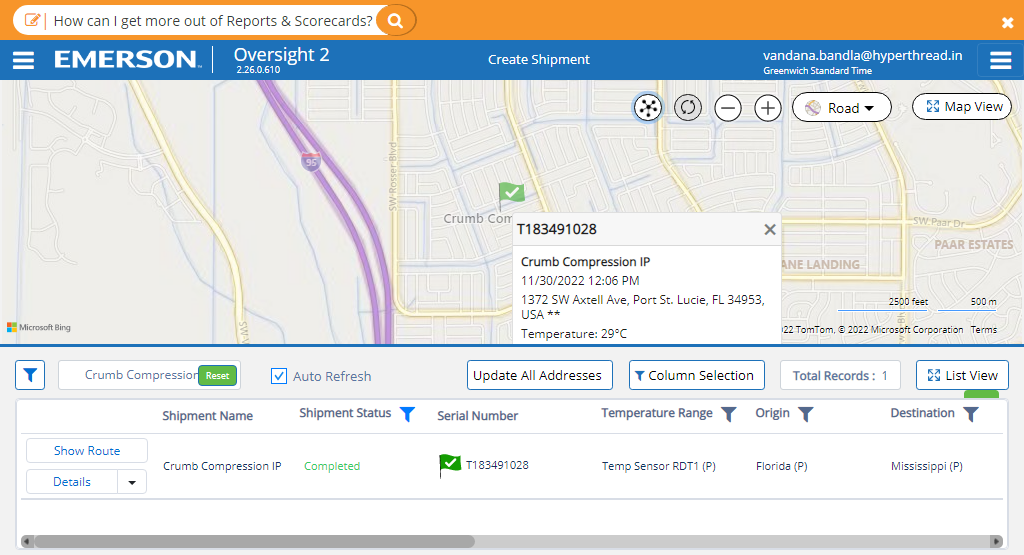 How can I get more out of Reports & Scorecards?
EMERSON
Oversight 2
2.26.0.610
Create Shipment
vandana.bandla@hyperthread.in
Greenwich Standard Time
Road
Map View
95
SW Rosser Blvd
Crumb Com
SW Paar Dr
PAAR ESTATES
ANE LANDING
T183491028
Crumb Compression IP
11/30/2022 12:06 PM
1372 SW Axtell Ave, Port St. Lucie, FL 34953,
USA **
Temperature: 29°C
2500 feet
500 m
Microsoft Bing
22 TomTom, © 2022 Microsoft Corporation
Terms
Crumb Compression
Reset
Auto Refresh
Update All Addresses
Column Selection
Total Records : 1
List View
Shipment Name
Shipment Status
Serial Number
Temperature Range
Origin
Destination
Show Route
Details
Crumb Compression IP
Completed
T183491028
Temp Sensor RDT1 (P)
Florida (P)
Mississippi (P)